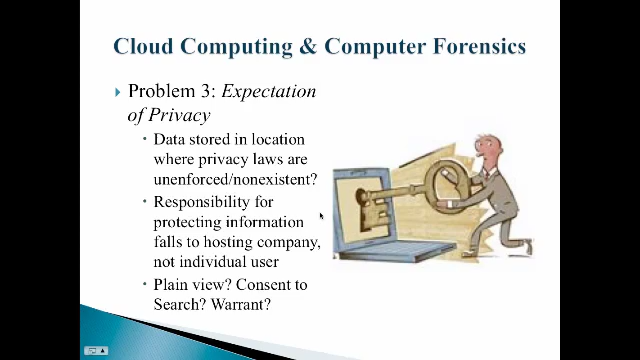 Cloud Computing & Computer Forensics
Problem 3: Expectation
of Privacy
Data stored in location
where privacy laws are
unenforced/nonexistent?
Responsibility for
protecting information
falls to hosting company,
not individual user
Plain view? Consent to
Search? Warrant?